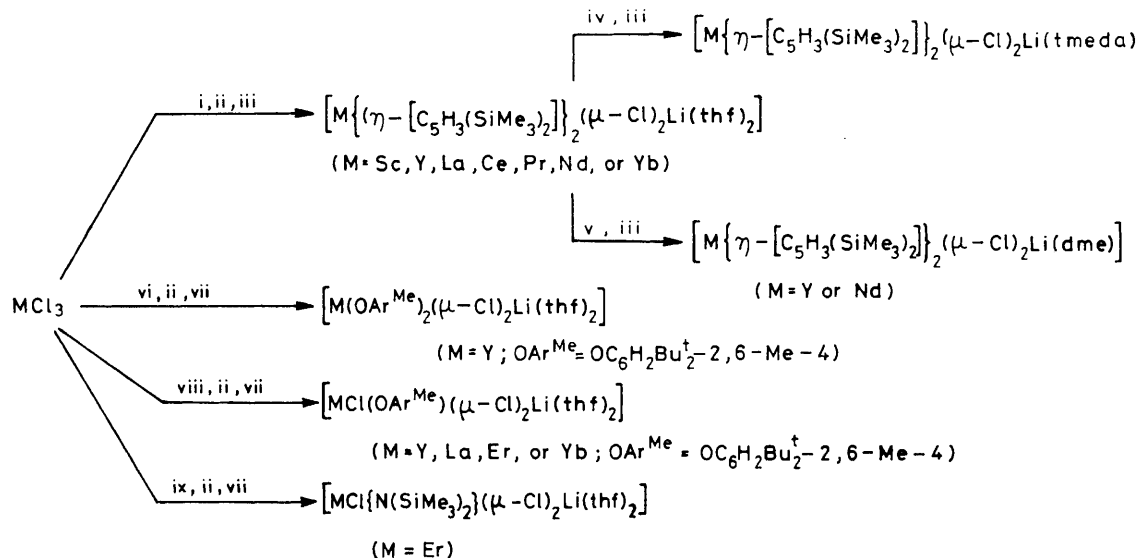 iv, iii
[M{η-[C₅H₃(SiMe₃)₂]}₂(μ-Cl)₂Li(tmeda)
i, ii, iii
[M{(η-[C₅H₃(SiMe₃)₂]}₂(μ-Cl)₂Li(thf)₂]
(M=Sc, Y, La, Ce, Pr, Nd, or Yb)
v, iii
[M{η-[C₅H₃(SiMe₃)₂]}₂(μ-Cl)₂Li(dme)]
(M=Y or Nd)
MCl₃
vi, ii, vii
[M(OArᴹᵉ)₂(μ-Cl)₂Li(thf)₂]
(M=Y; OArᴹᵉ=OC₆H₂Buᵗ₂-2,6-Me-4)
viii, ii, vii
[MCl(OArᴹᵉ)(μ-Cl)₂Li(thf)₂]
(M=Y, La, Er, or Yb; OArᴹᵉ = OC₆H₂Buᵗ₂-2,6-Me-4)
ix, ii, vii
[MCl{N(SiMe₃)₂}(μ-Cl)₂Li(thf)₂]
(M = Er)